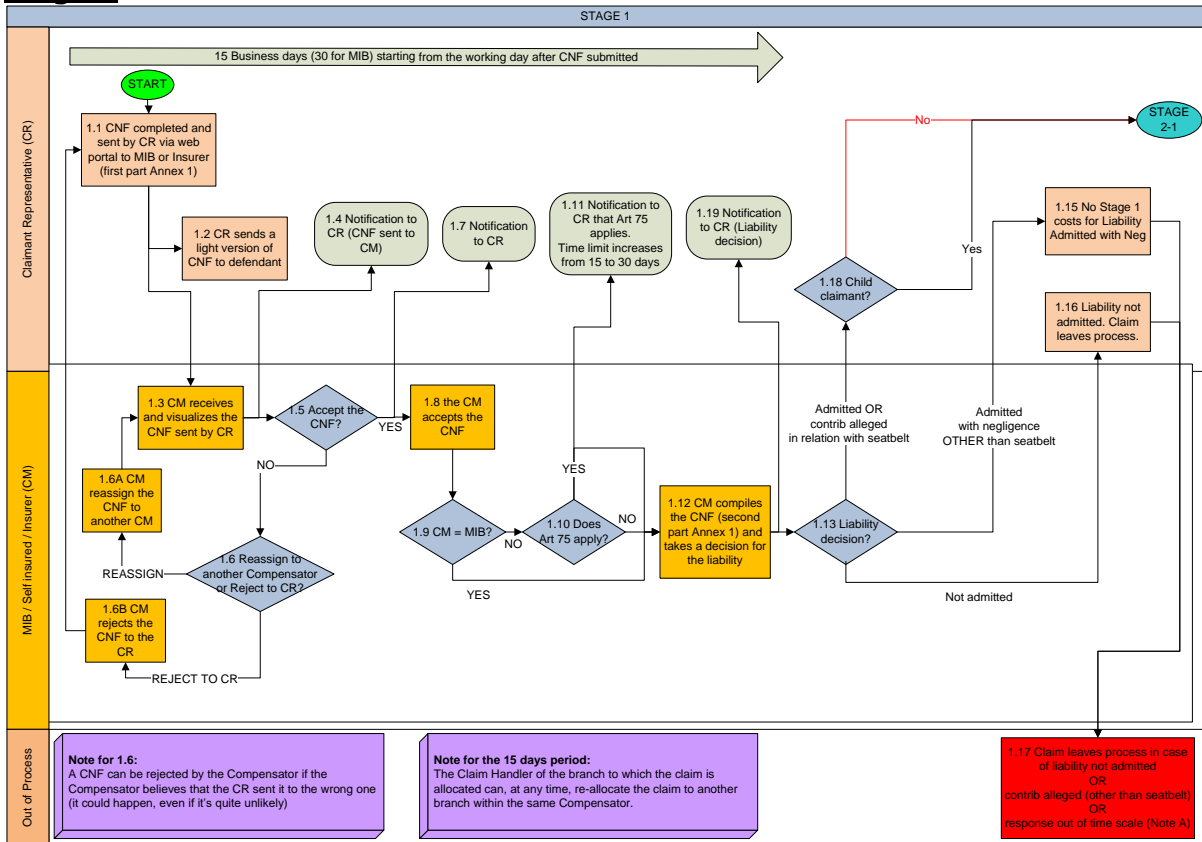 STAGE 1
Claimant Representative (CR)
15 Business days (30 for MIB) starting from the working day after CNF submitted
START
1.1 CNF completed and
sent by CR via web
portal to MIB or Insurer
(first part Annex 1)
1.2 CR sends a
light version of
CNF to defendant
1.4 Notification to
CR (CNF sent to
CM)
1.7 Notification
to CR
1.11 Notification to
CR that Art 75
applies.
Time limit increases
from 15 to 30 days
1.19 Notification
to CR (Liability
decision)
No
STAGE
2-1
1.18 Child
claimant?
Yes
1.15 No Stage 1
costs for Liability
Admitted with Neg
1.16 Liability not
admitted. Claim
leaves process.
MIB / Self insured / Insurer (CM)
1.3 CM receives
and visualizes the
CNF sent by CR
1.5 Accept the
CNF?
YES
1.8 the CM
accepts the
CNF
Admitted OR
contrib alleged
in relation with seatbelt
Admitted
with negligence
OTHER than seatbelt
NO
1.6A CM
reassign the
CNF to
another CM
YES
1.9 CM = MIB?
NO
1.10 Does
Art 75 apply?
NO
1.12 CM compiles
the CNF (second
part Annex 1) and
takes a decision for
the liability
1.13 Liability
decision?
REASSIGN
1.6 Reassign to
another Compensator
or Reject to CR?
YES
Not admitted
1.6B CM
rejects the
CNF to the
CR
REJECT TO CR
Out of Process
Note for 1.6:
A CNF can be rejected by the Compensator if the
Compensator believes that the CR sent it to the wrong one
(it could happen, even if it's quite unlikely)
Note for the 15 days period:
The Claim Handler of the branch to which the claim is
allocated can, at any time, re-allocate the claim to another
branch within the same Compensator.
1.17 Claim leaves process in case
of liability not admitted
OR
contrib alleged (other than seatbelt)
OR
response out of time scale (Note A)